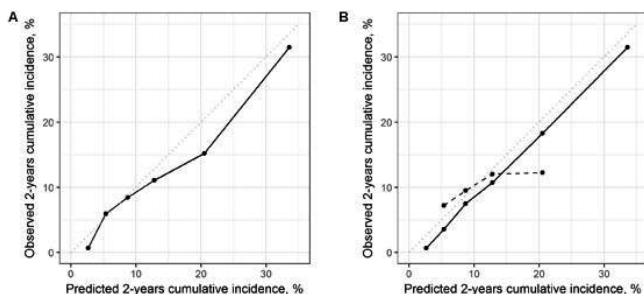 A
Observed 2-years cumulative incidence, %
30
20
10
0
0
10
20
30
Predicted 2-years cumulative incidence, %
B
Observed 2-years cumulative incidence, %
30
20
10
0
0
10
20
30
Predicted 2-years cumulative incidence, %